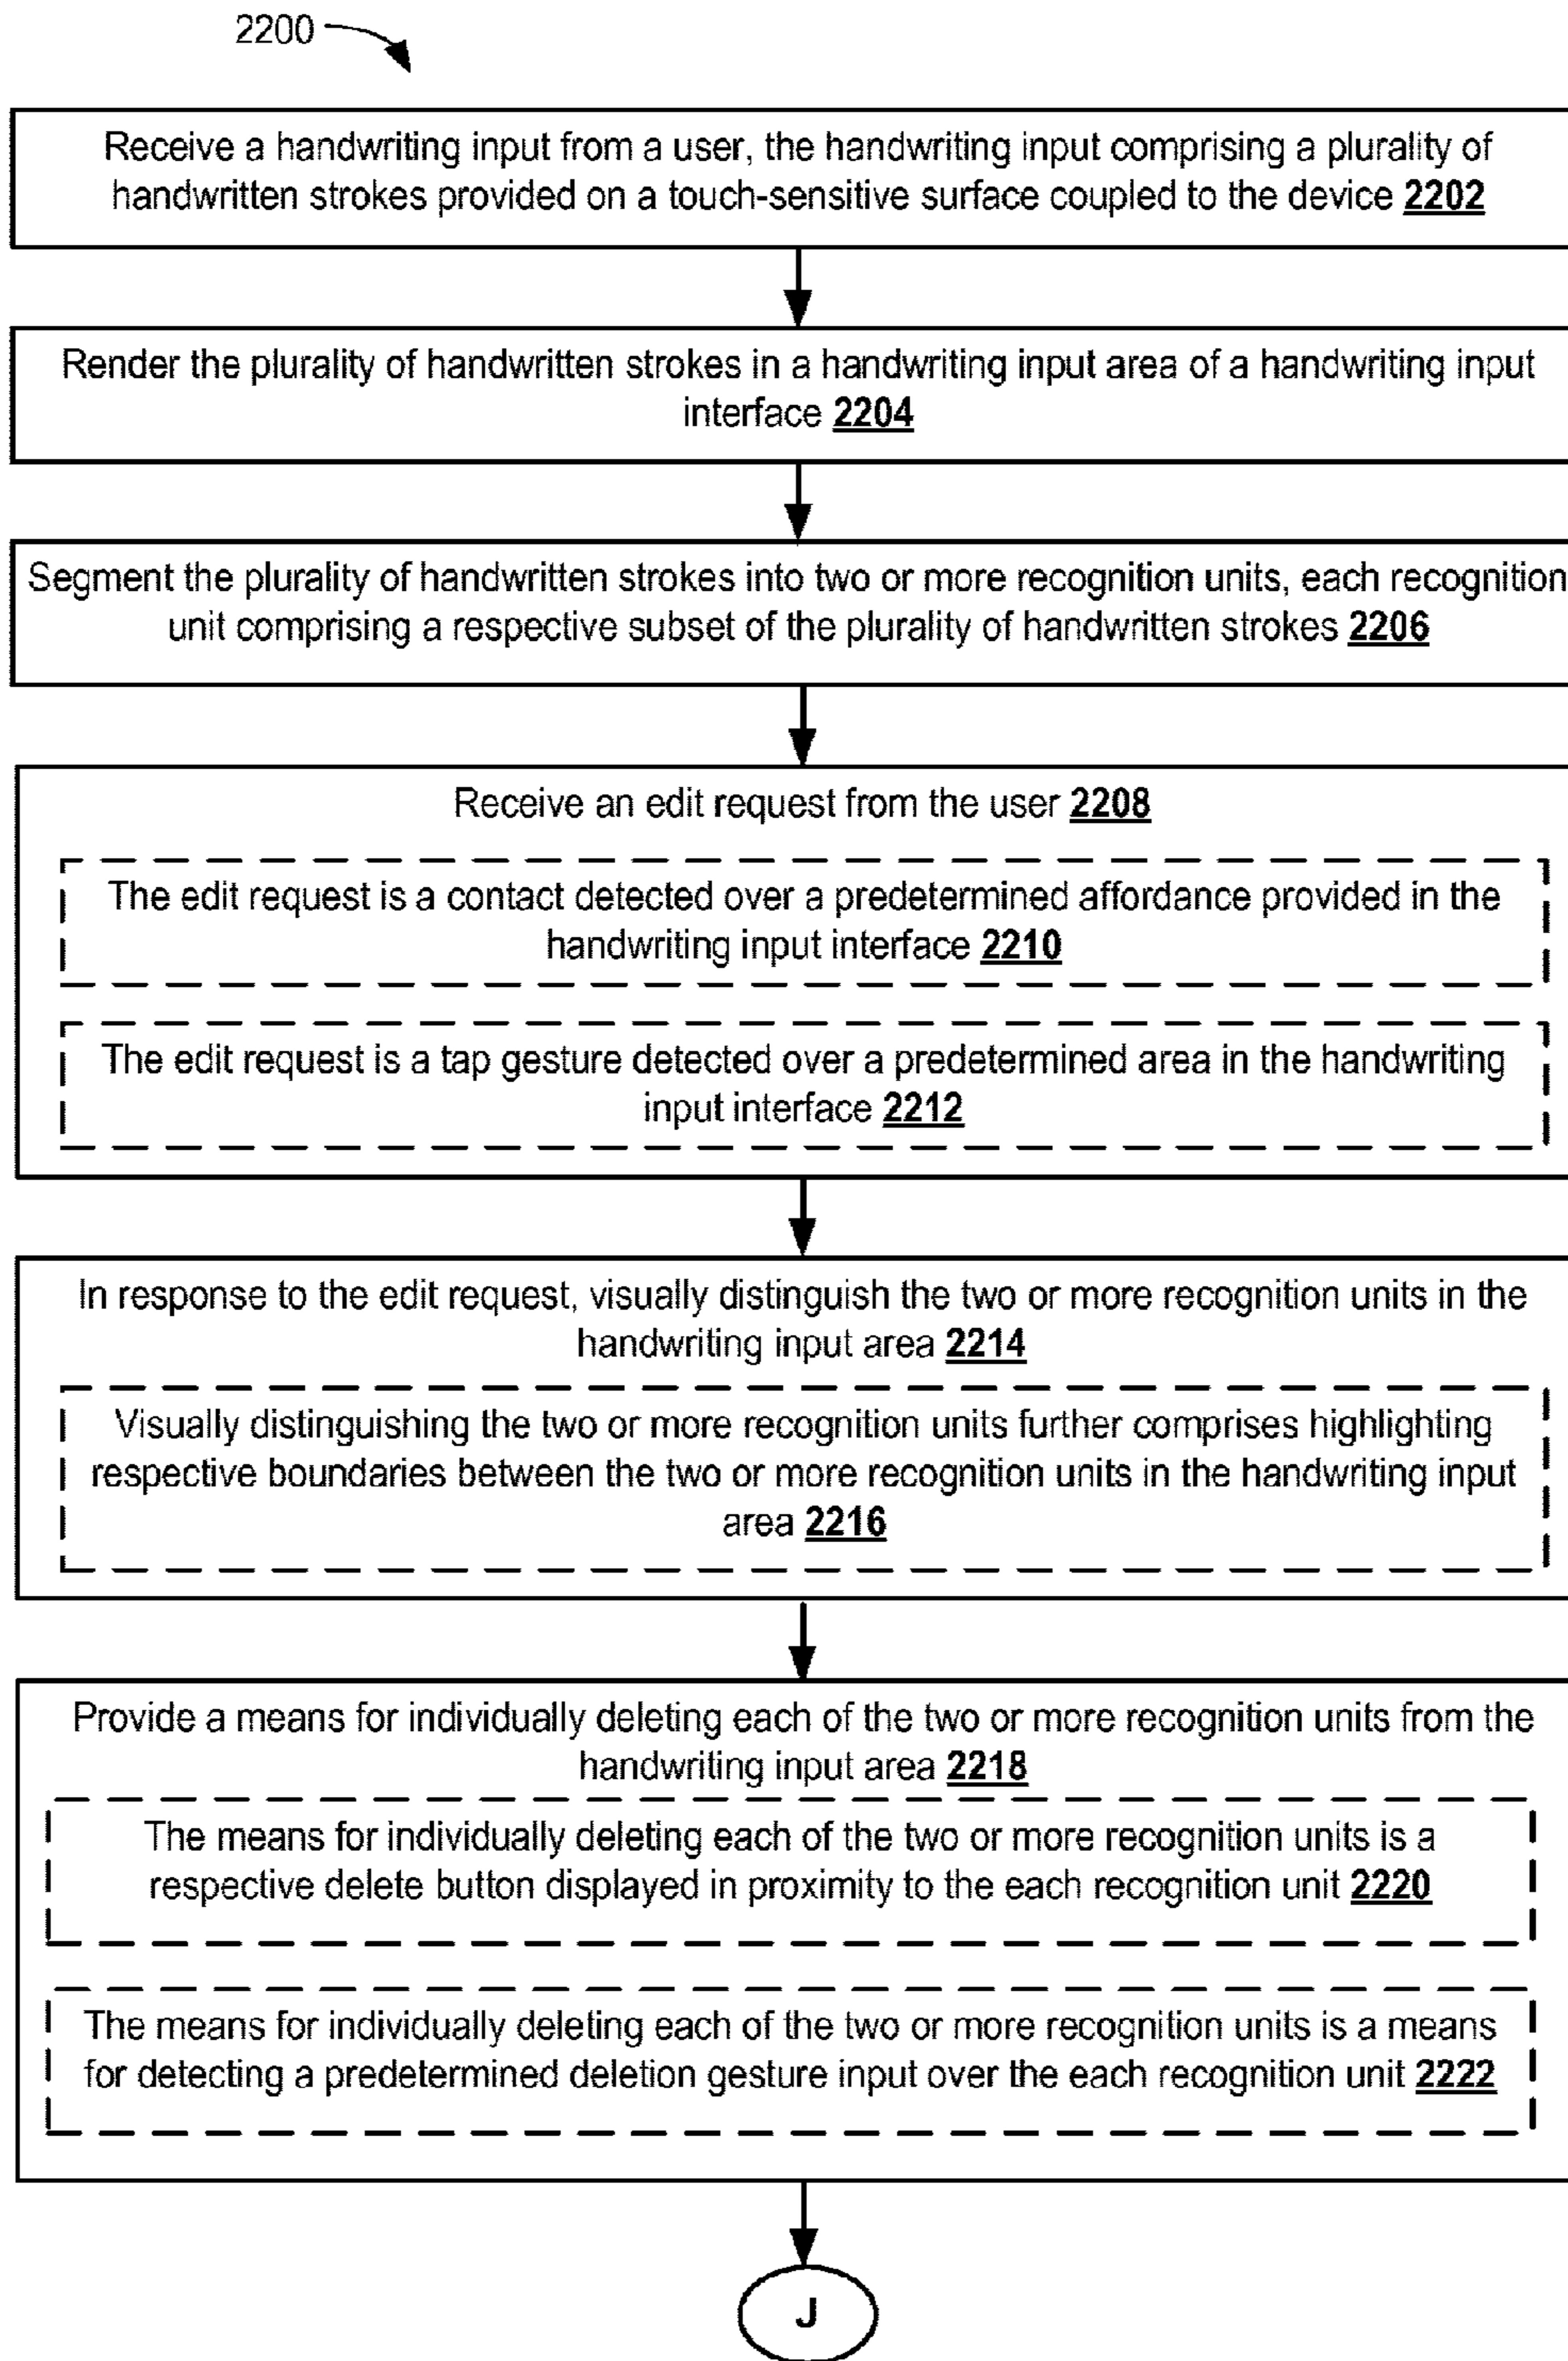 2200
Receive a handwriting input from a user, the handwriting input comprising a plurality of
handwritten strokes provided on a touch-sensitive surface coupled to the device 2202
Render the plurality of handwritten strokes in a handwriting input area of a handwriting input
interface 2204
Segment the plurality of handwritten strokes into two or more recognition units, each recognition
unit comprising a respective subset of the plurality of handwritten strokes 2206
Receive an edit request from the user 2208
The edit request is a contact detected over a predetermined affordance provided in the
handwriting input interface 2210
The edit request is a tap gesture detected over a predetermined area in the handwriting
input interface 2212
In response to the edit request, visually distinguish the two or more recognition units in the
handwriting input area 2214
Visually distinguishing the two or more recognition units further comprises highlighting
respective boundaries between the two or more recognition units in the handwriting input
area 2216
Provide a means for individually deleting each of the two or more recognition units from the
handwriting input area 2218
The means for individually deleting each of the two or more recognition units is a
respective delete button displayed in proximity to the each recognition unit 2220
The means for individually deleting each of the two or more recognition units is a means
for detecting a predetermined deletion gesture input over the each recognition unit 2222
J